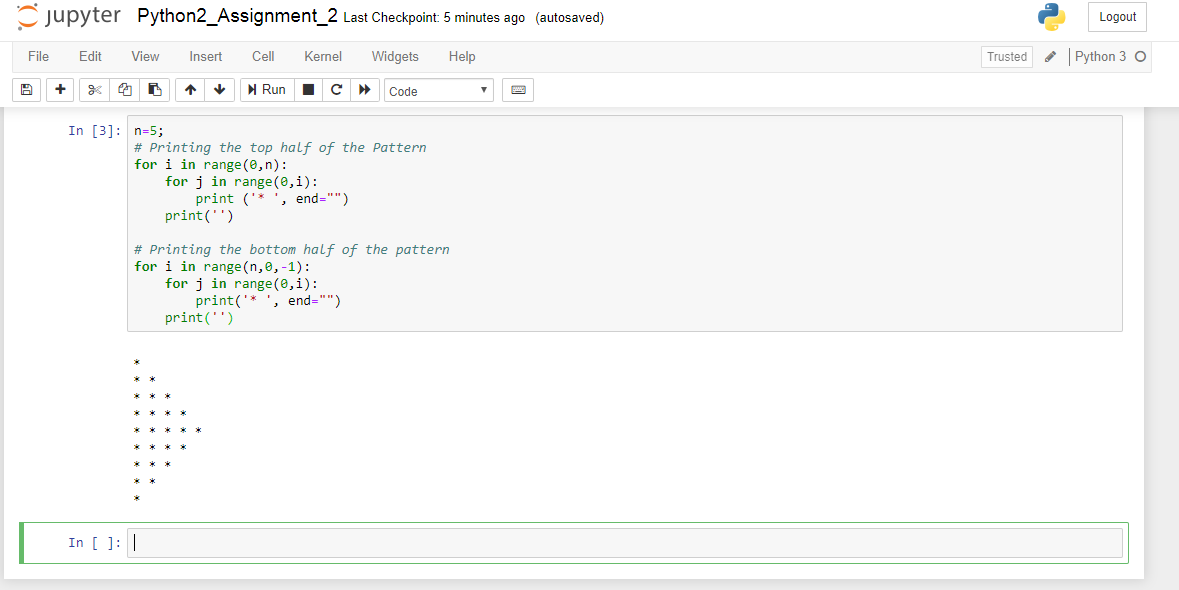 jupyter Python2_Assignment_2 Last Checkpoint: 5 minutes ago (autosaved) Logout
File Edit View Insert Cell Kernel Widgets Help Trusted Python 3
Run Code
In [3]: n=5;
# Printing the top half of the Pattern
for i in range(0,n):
    for j in range(0,i):
        print ('* ', end="")
    print('')

# Printing the bottom half of the pattern
for i in range(n,0,-1):
    for j in range(0,i):
        print('* ', end="")
    print('')

*
* *
* * *
* * * *
* * * * *
* * * *
* * *
* *
*
In [ ]: